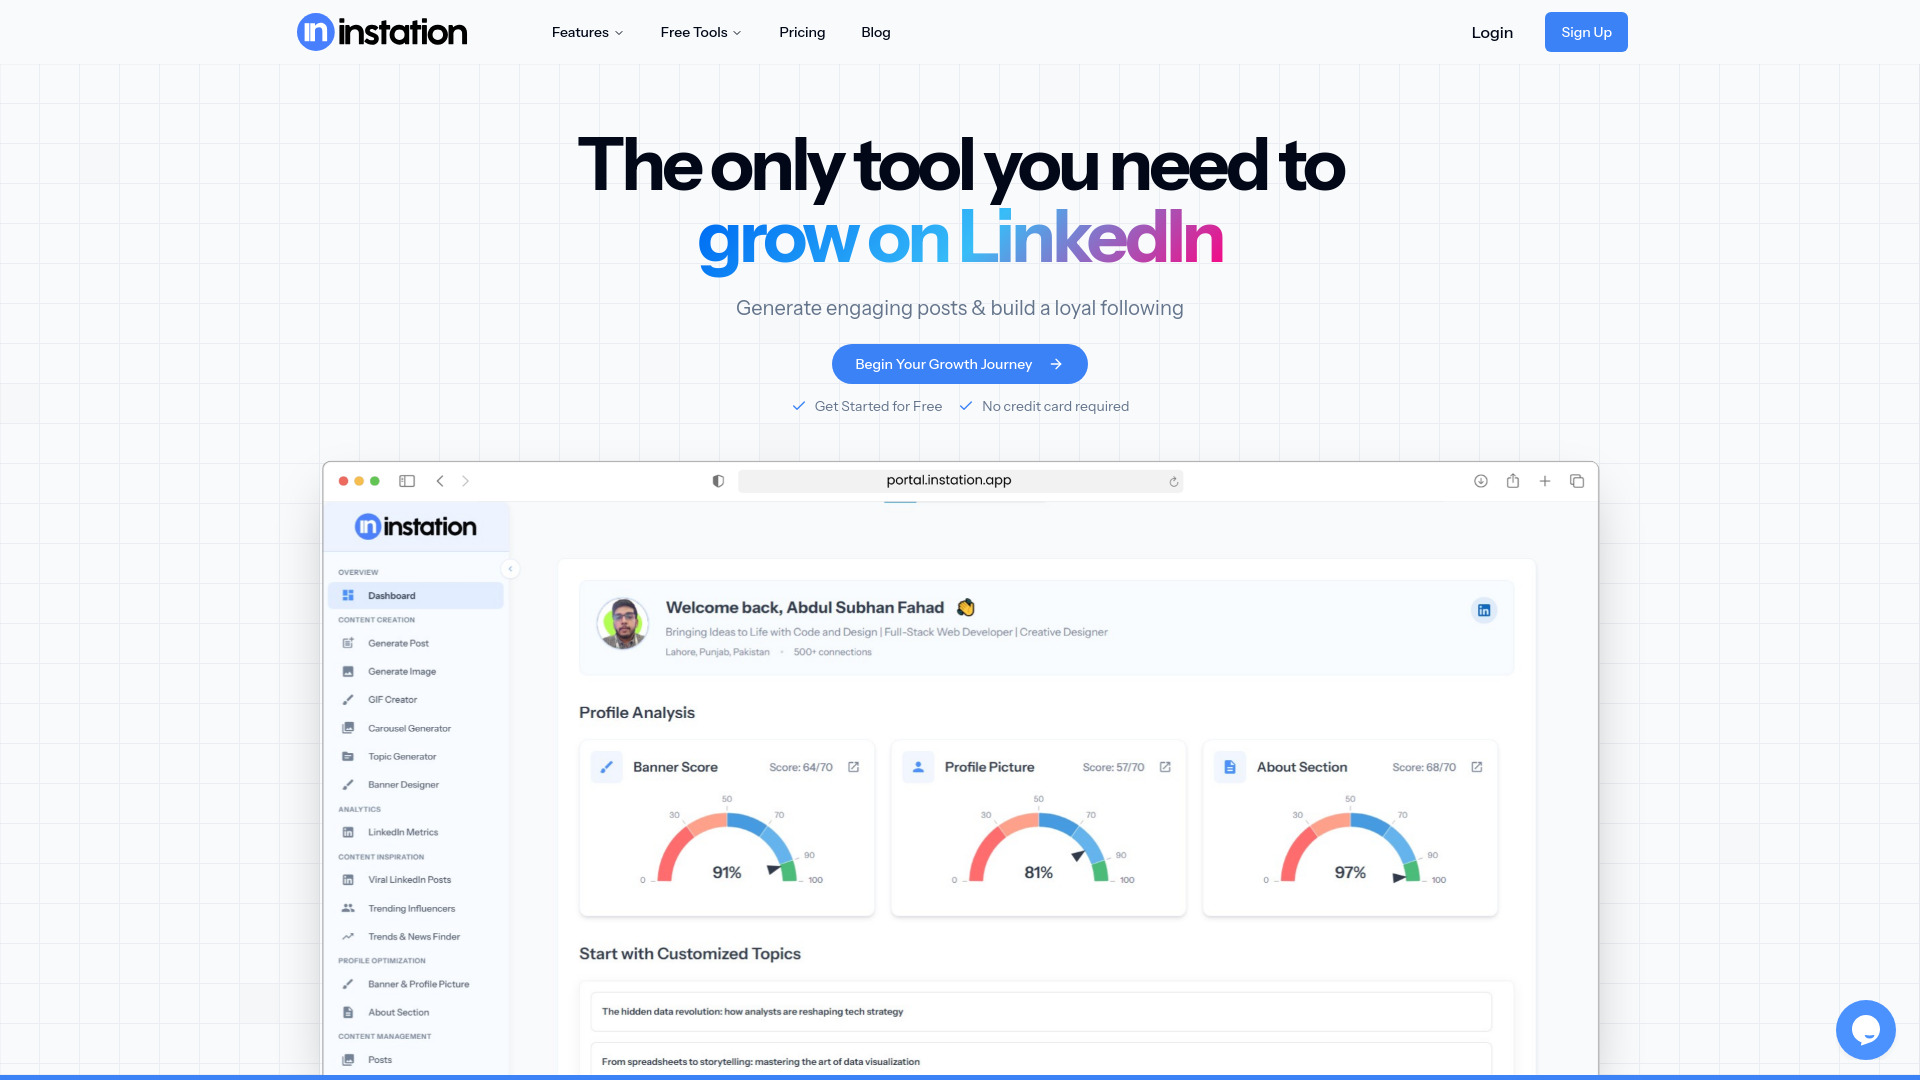 in instation
Features
Free Tools
Pricing
Blog
Login
Sign Up
The only tool you need to
grow on LinkedIn
Generate engaging posts & build a loyal following
Begin Your Growth Journey
Get Started for Free
No credit card required
portal.instation.app
in instation
OVERVIEW
Dashboard
CONTENT CREATION
Generate Post
Generate Image
GIF Creator
Carousel Generator
Topic Generator
Banner Designer
ANALYTICS
LinkedIn Metrics
CONTENT INSPIRATION
Viral LinkedIn Posts
Trending Influencers
Trends & News Finder
PROFILE OPTIMIZATION
Banner & Profile Picture
About Section
CONTENT MANAGEMENT
Posts
Welcome back, Abdul Subhan Fahad
Bringing Ideas to Life with Code and Design | Full-Stack Web Developer | Creative Designer
Lahore, Punjab, Pakistan • 500+ connections
in
Profile Analysis
Banner Score
Score: 64/70
0
30
50
70
90
100
91%
Profile Picture
Score: 57/70
0
30
50
70
90
100
81%
About Section
Score: 68/70
0
30
50
70
90
100
97%
Start with Customized Topics
The hidden data revolution: how analysts are reshaping tech strategy
From spreadsheets to storytelling: mastering the art of data visualization